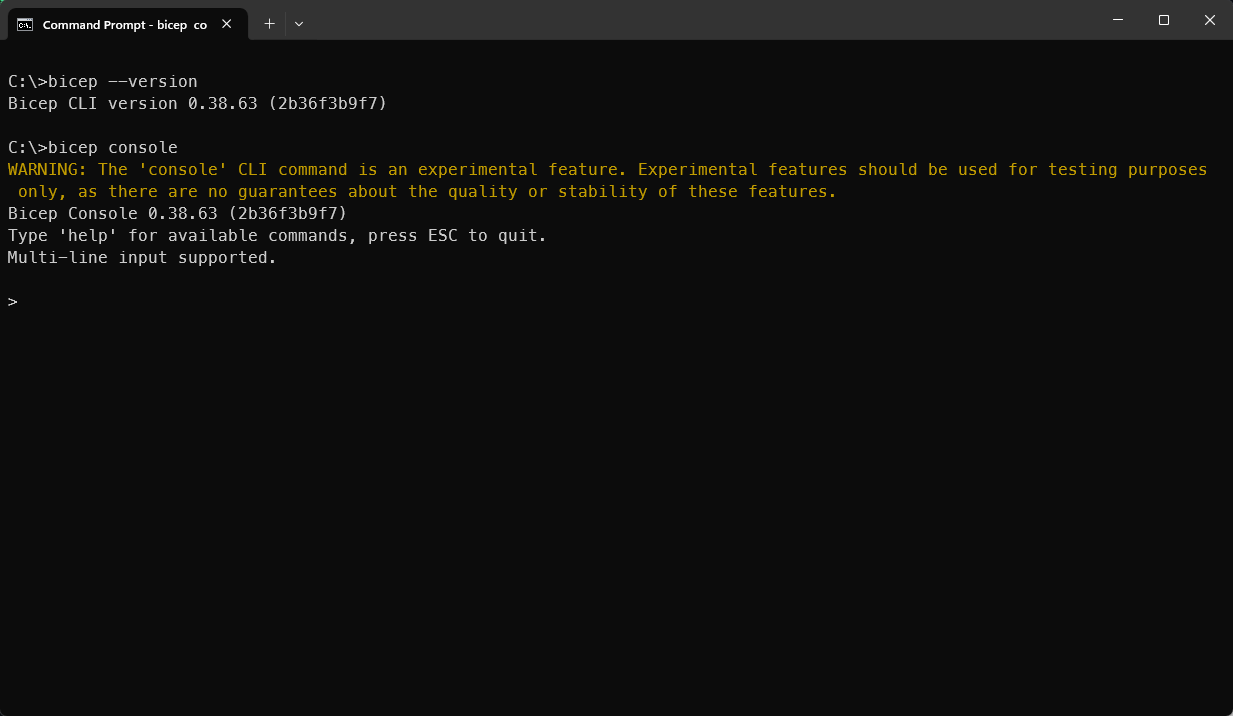 Command Prompt - bicep co
C:\>bicep --version
Bicep CLI version 0.38.63 (2b36f3b9f7)
C:\>bicep console
WARNING: The 'console' CLI command is an experimental feature. Experimental features should be used for testing purposes
only, as there are no guarantees about the quality or stability of these features.
Bicep Console 0.38.63 (2b36f3b9f7)
Type 'help' for available commands, press ESC to quit.
Multi-line input supported.
>